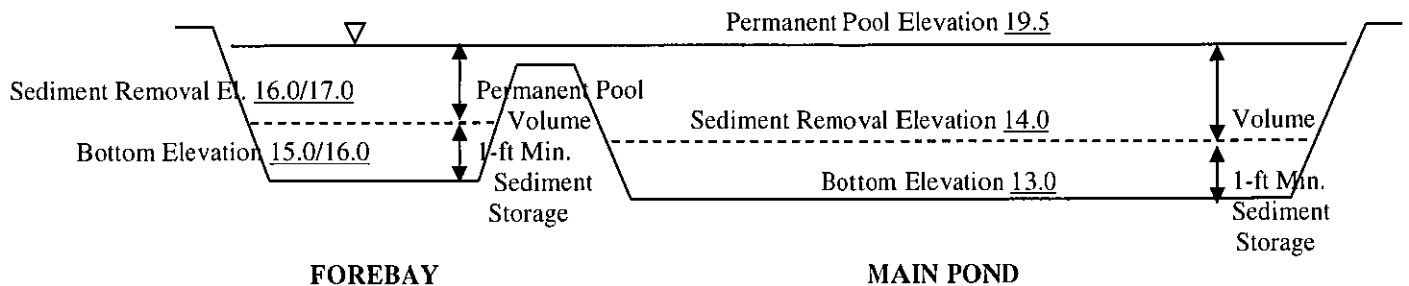 Permanent Pool Elevation 19.5
Sediment Removal El. 16.0/17.0
Permanent Pool
Volume
Sediment Removal Elevation 14.0
Volume
Bottom Elevation 15.0/16.0
1-ft Min.
Sediment
Storage
Bottom Elevation 13.0
1-ft Min.
Sediment
Storage
FOREBAY
MAIN POND